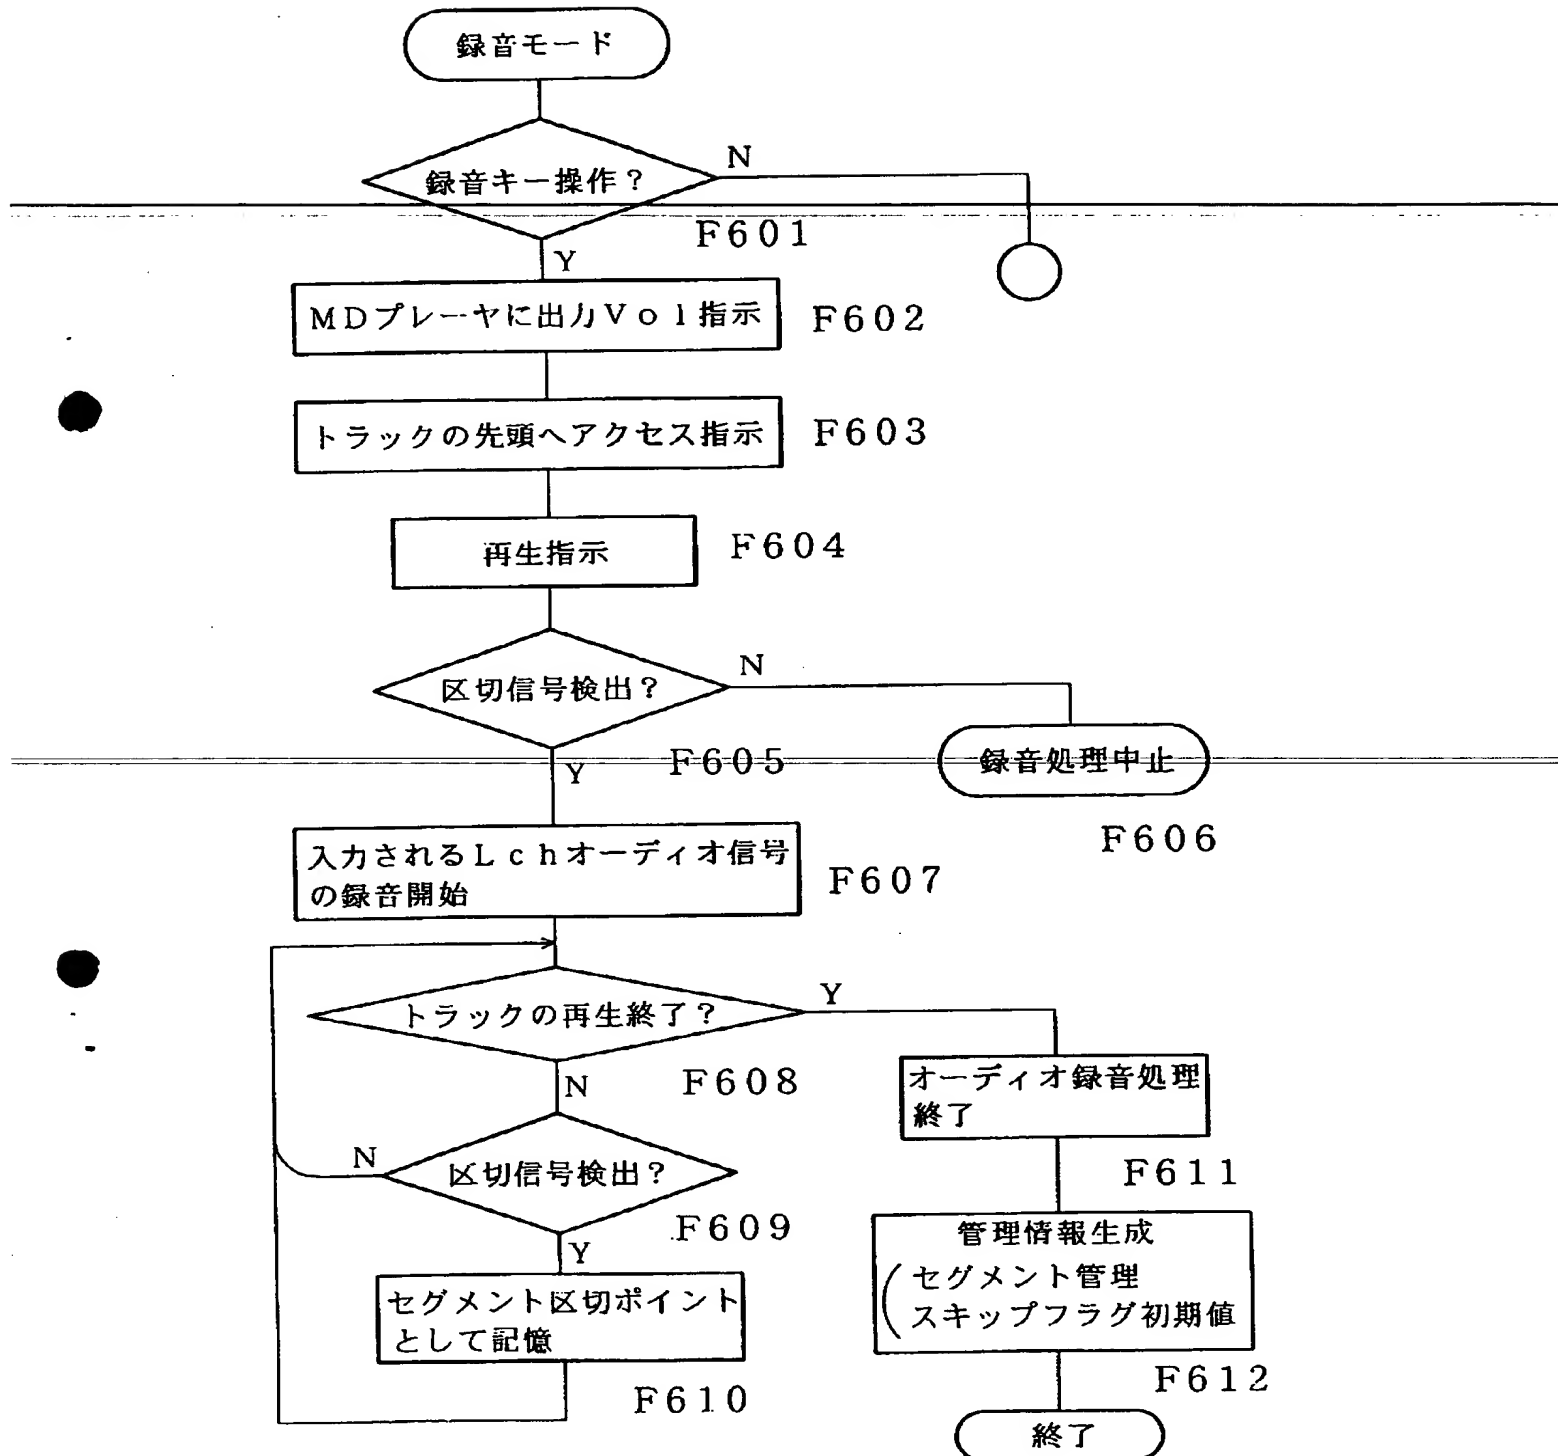 録音モード
録音キー操作?
N
F601
Y
MDプレーヤに出力Vol指示
F602
トラックの先頭へアクセス指示
F603
再生指示
F604
区切信号検出?
N
F605
Y
録音処理中止
F606
入力されるLchオーディオ信号
の録音開始
F607
トラックの再生終了?
Y
F608
N
オーディオ録音処理
終了
F611
区切信号検出?
N
F609
Y
管理情報生成
セグメント管理
スキップフラグ初期値
F612
セグメント区切ポイント
として記憶
F610
終了